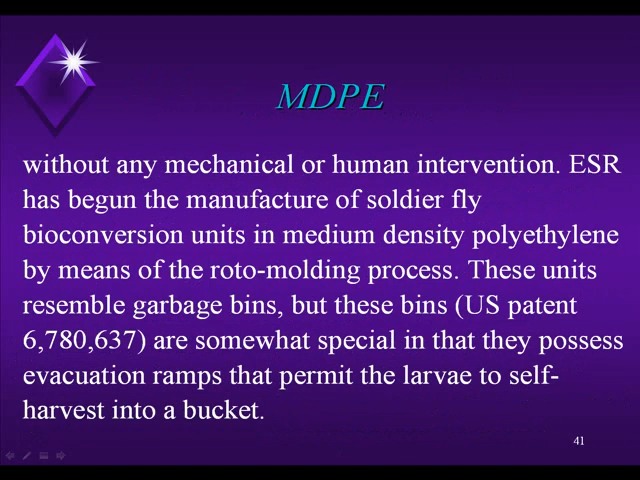 MDPE
without any mechanical or human intervention. ESR
has begun the manufacture of soldier fly
bioconversion units in medium density polyethylene
by means of the roto-molding process. These units
resemble garbage bins, but these bins (US patent
6,780,637) are somewhat special in that they possess
evacuation ramps that permit the larvae to self-
harvest into a bucket.
41